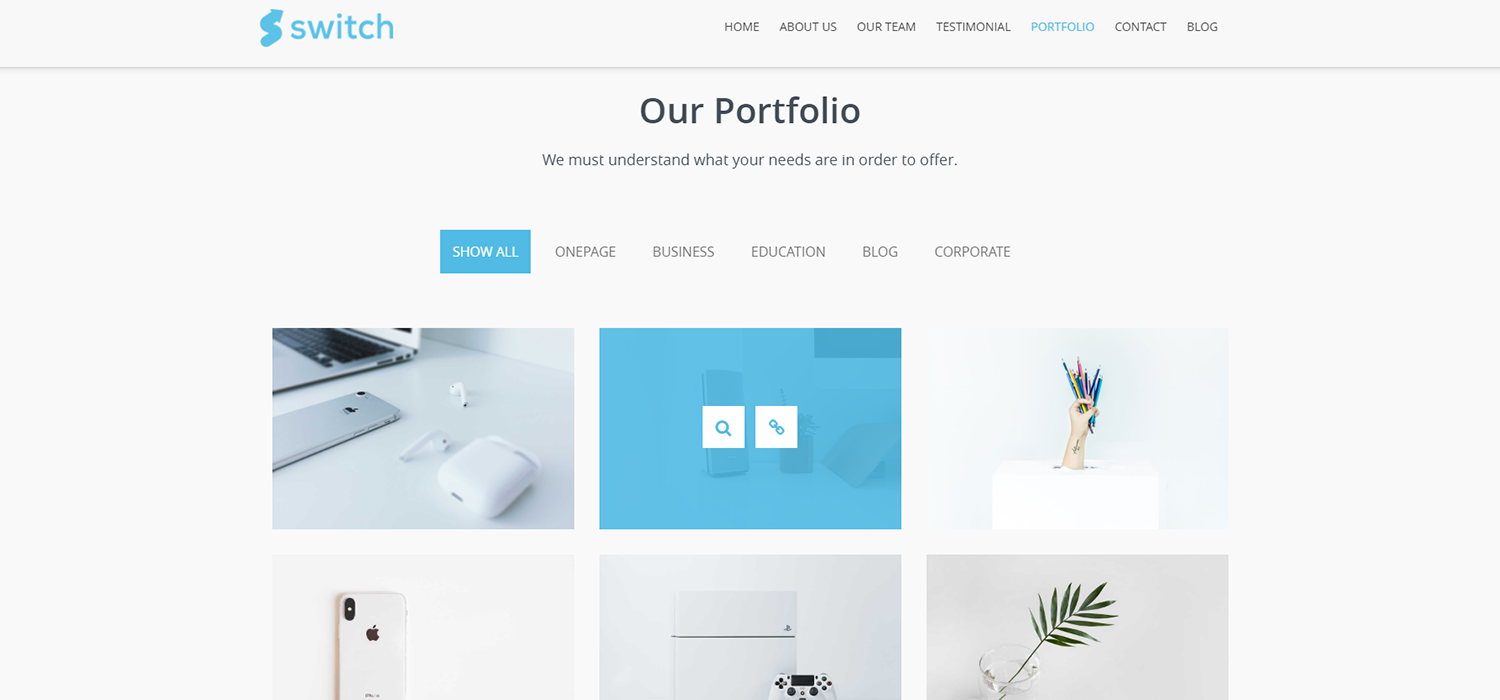 switch
HOME ABOUT US OUR TEAM TESTIMONIAL PORTFOLIO CONTACT BLOG
Our Portfolio
We must understand what your needs are in order to offer.
SHOW ALL ONEPAGE BUSINESS EDUCATION BLOG CORPORATE
iPhone